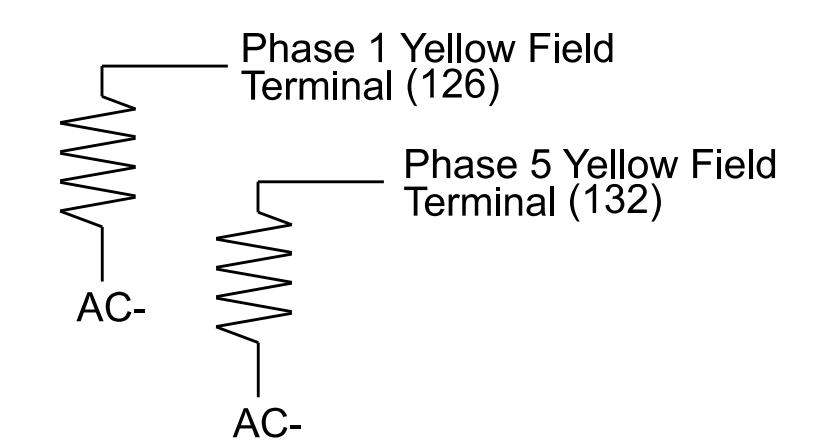 Phase 1 Yellow Field
Terminal (126)
Phase 5 Yellow Field
Terminal (132)
AC-
AC-